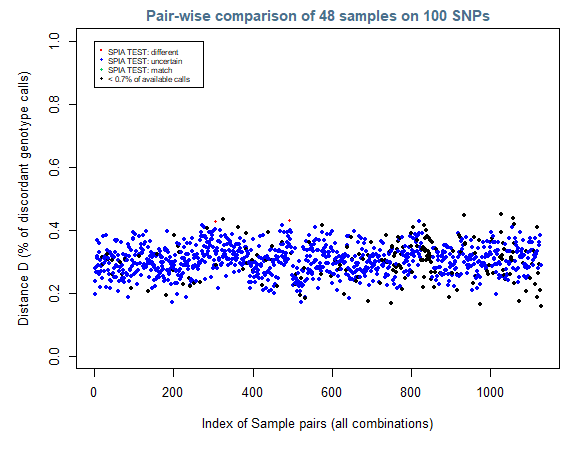 Pair-wise comparison of 48 samples on 100 SNPs
SPIA TEST: different
SPIA TEST: uncertain
SPIA TEST: match
< 0.7% of available calls
Distance D (% of discordant genotype calls)
1.0
0.8
0.6
0.4
0.2
0.0
0 200 400 600 800 1000
Index of Sample pairs (all combinations)